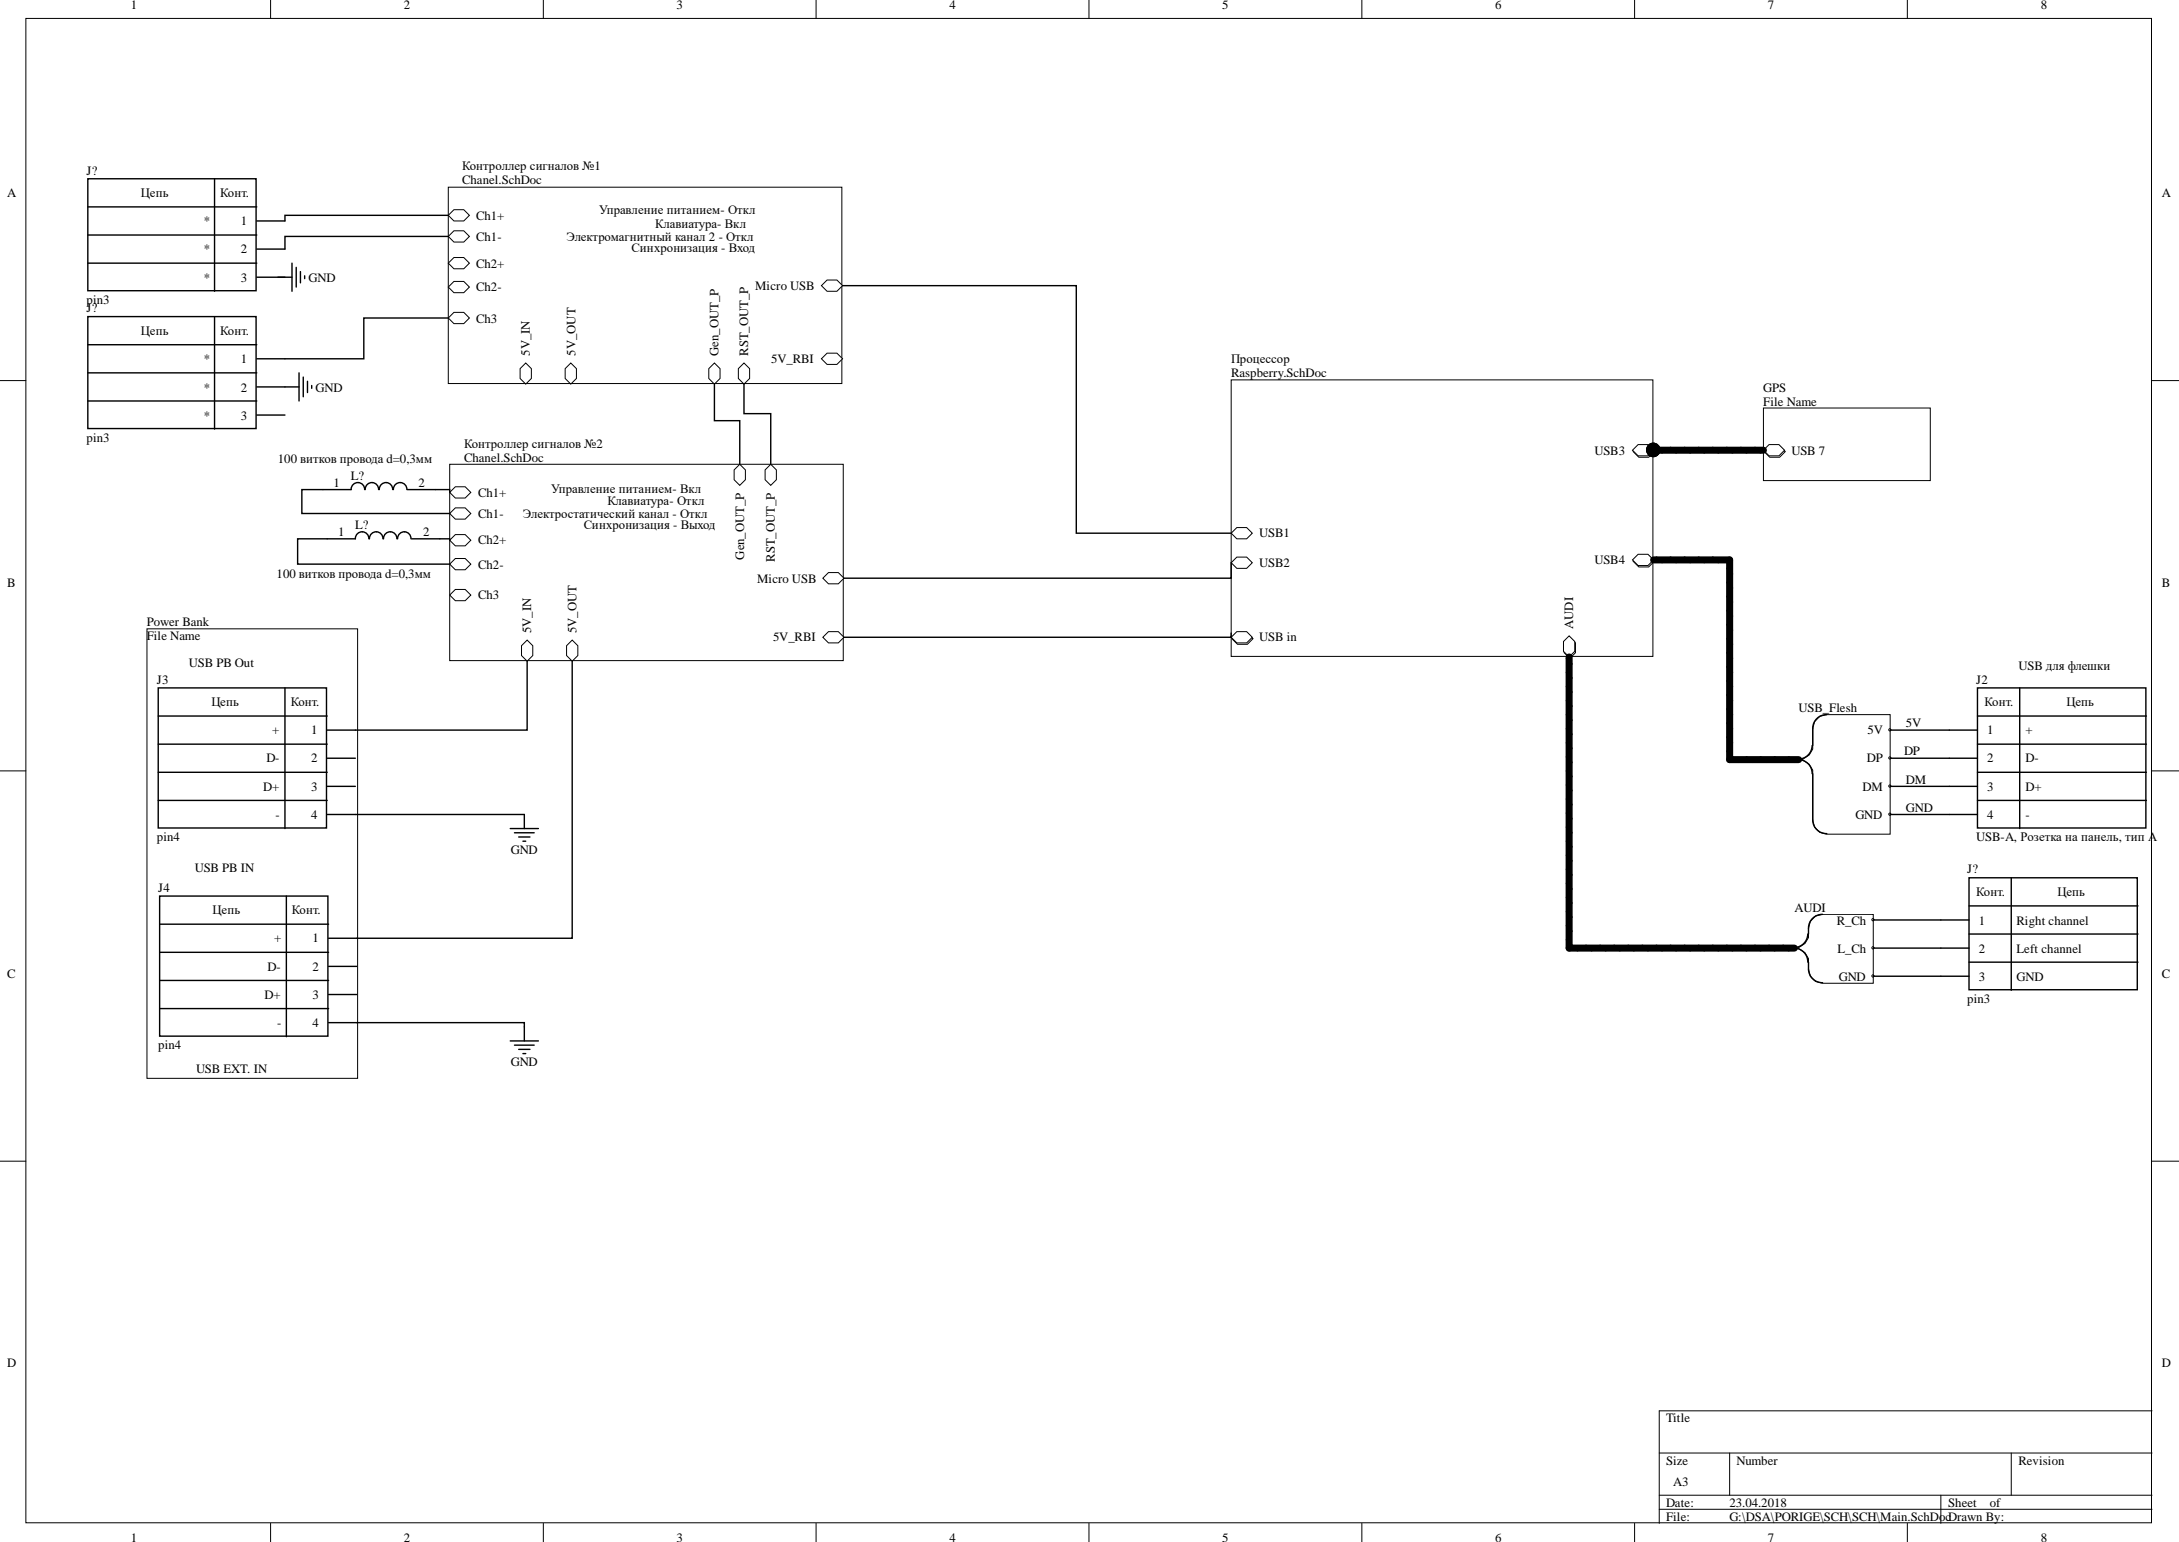 1 2 3 4 5 6 7 8
A
A
B
B
C
C
D
D
J?
Цепь Конт.
* 1
* 2
* 3
GND
pin3
J?
Цепь Конт.
* 1
* 2
* 3
GND
pin3
Контроллер сигналов №1
Chanel.SchDoc
Управление питанием- Откл
Клавиатура- Вкл
Электромагнитный канал 2 - Откл
Синхронизация - Вход
Ch1+
Ch1-
Ch2+
Ch2-
Ch3
5V_IN
5V_OUT
Gen_OUT_P
RST_OUT_P
Micro USB
5V_RBI
Контроллер сигналов №2
Chanel.SchDoc
Управление питанием- Вкл
Клавиатура- Откл
Электростатический канал - Откл
Синхронизация - Выход
100 витков провода d=0,3мм
L?
1 2
L?
1 2
100 витков провода d=0,3мм
Ch1+
Ch1-
Ch2+
Ch2-
Ch3
5V_IN
5V_OUT
Gen_OUT_P
RST_OUT_P
Micro USB
5V_RBI
Power Bank
File Name
USB PB Out
J3
Цепь Конт.
+ 1
D- 2
D+ 3
- 4
pin4
GND
USB PB IN
J4
Цепь Конт.
+ 1
D- 2
D+ 3
- 4
pin4
GND
USB EXT. IN
Процессор
Raspberry.SchDoc
USB1
USB2
USB in
USB3
USB4
AUDI
GPS
File Name
USB 7
USB для флешки
J2
Конт. Цепь
1 +
2 D-
3 D+
4 -
USB-A, Розетка на панель, тип А
USB_Flesh
5V 5V
DP DP
DM DM
GND GND
J?
Конт. Цепь
1 Right channel
2 Left channel
3 GND
pin3
AUDI
R_Ch
L_Ch
GND
Title
Size Number Revision
A3
Date: 23.04.2018 Sheet of
File: G:\DSA\PORIGE\SCH\SCH\Main.SchDoc Drawn By:
1 2 3 4 5 6 7 8